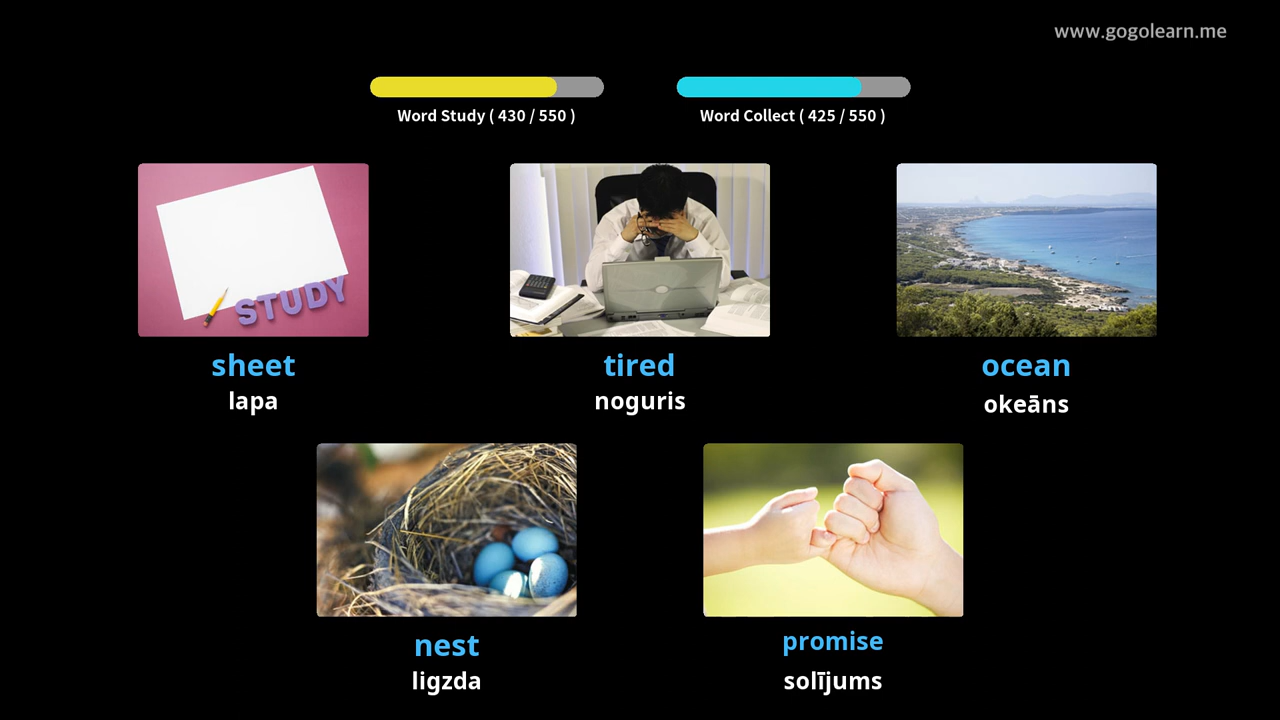 www.gogolearn.me
Word Study ( 430 / 550 )
Word Collect ( 425 / 550 )
STUDY
sheet
lapa
tired
noguris
ocean
okeāns
nest
ligzda
promise
solījums